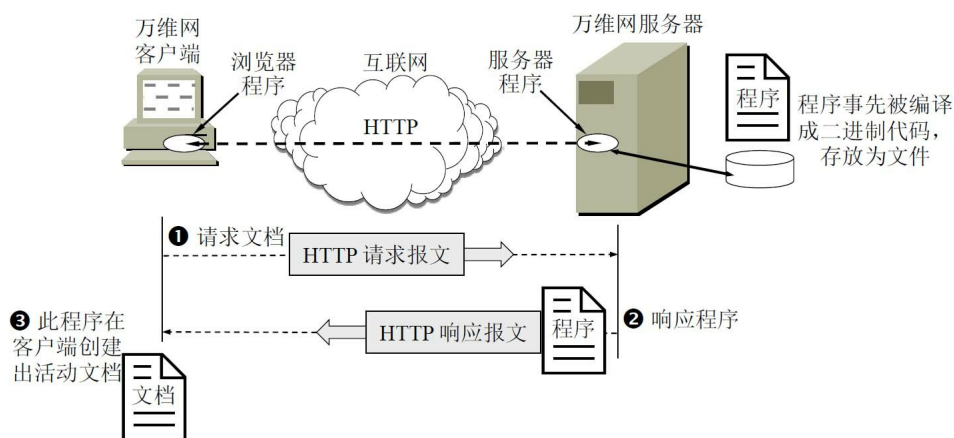 万维网
客户端
浏览器
程序
互联网
HTTP
服务器
程序
万维网服务器
程序
程序事先被编译
成二进制代码，
存放为文件
❶ 请求文档
HTTP 请求报文
❷ 响应程序
程序
HTTP 响应报文
❸ 此程序在
客户端创建
出活动文档
文档